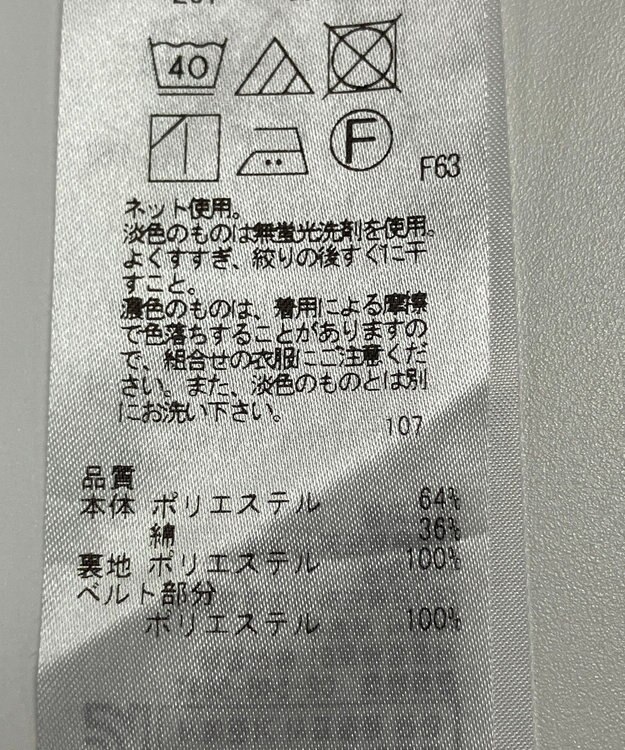 40
F
F63
ネット使用。
淡色のものは無蛍光洗剤を使用。
よくすすぎ、絞りの後すぐに干
すこと。
濃色のものは、着用による摩擦
で色落ちすることがありますの
で、組合せの衣服にご注意くだ
さい。また、淡色のものとは別
にお洗い下さい。
107
品質
本体 ポリエステル 64%
綿 36%
裏地 ポリエステル 100%
ベルト部分
ポリエステル 100%